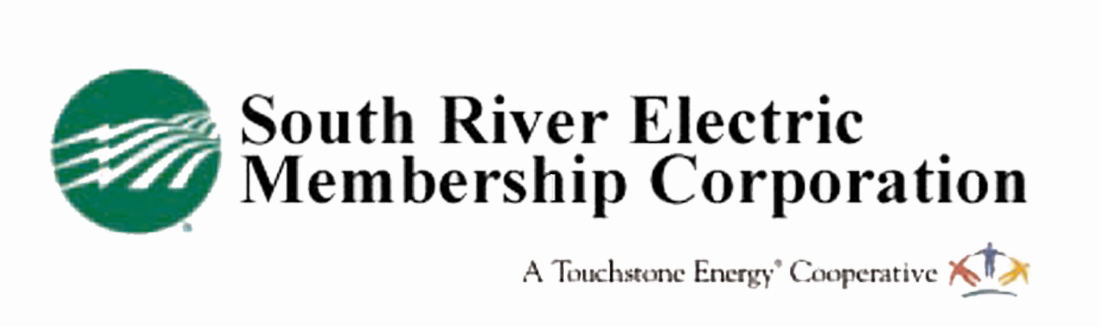 South River Electric
Membership Corporation
A Touchstone Energy® Cooperative